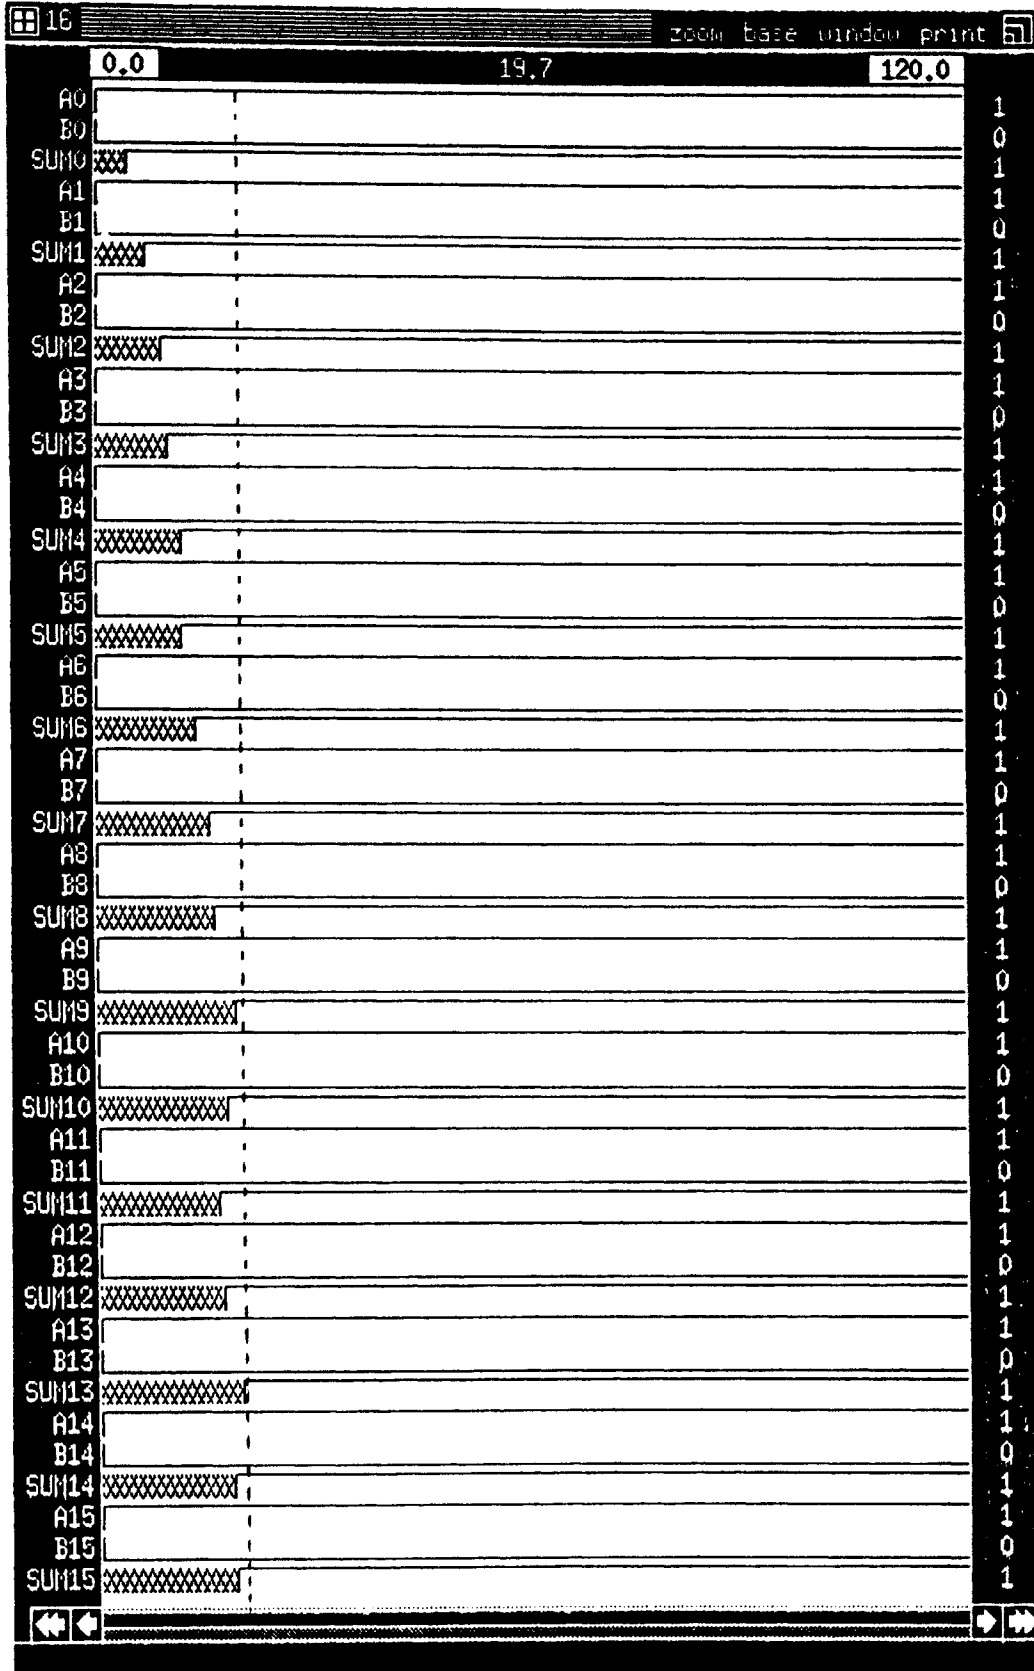 16 zoom base window print
0.0 19.7 120.0
A0 1
B0 0
SUM0 1
A1 1
B1 0
SUM1 1
A2 1
B2 0
SUM2 1
A3 1
B3 0
SUM3 1
A4 1
B4 0
SUM4 1
A5 1
B5 0
SUM5 1
A6 1
B6 0
SUM6 1
A7 1
B7 0
SUM7 1
A8 1
B8 0
SUM8 1
A9 1
B9 0
SUM9 1
A10 1
B10 0
SUM10 1
A11 1
B11 0
SUM11 1
A12 1
B12 0
SUM12 1
A13 1
B13 0
SUM13 1
A14 1
B14 0
SUM14 1
A15 1
B15 0
SUM15 1